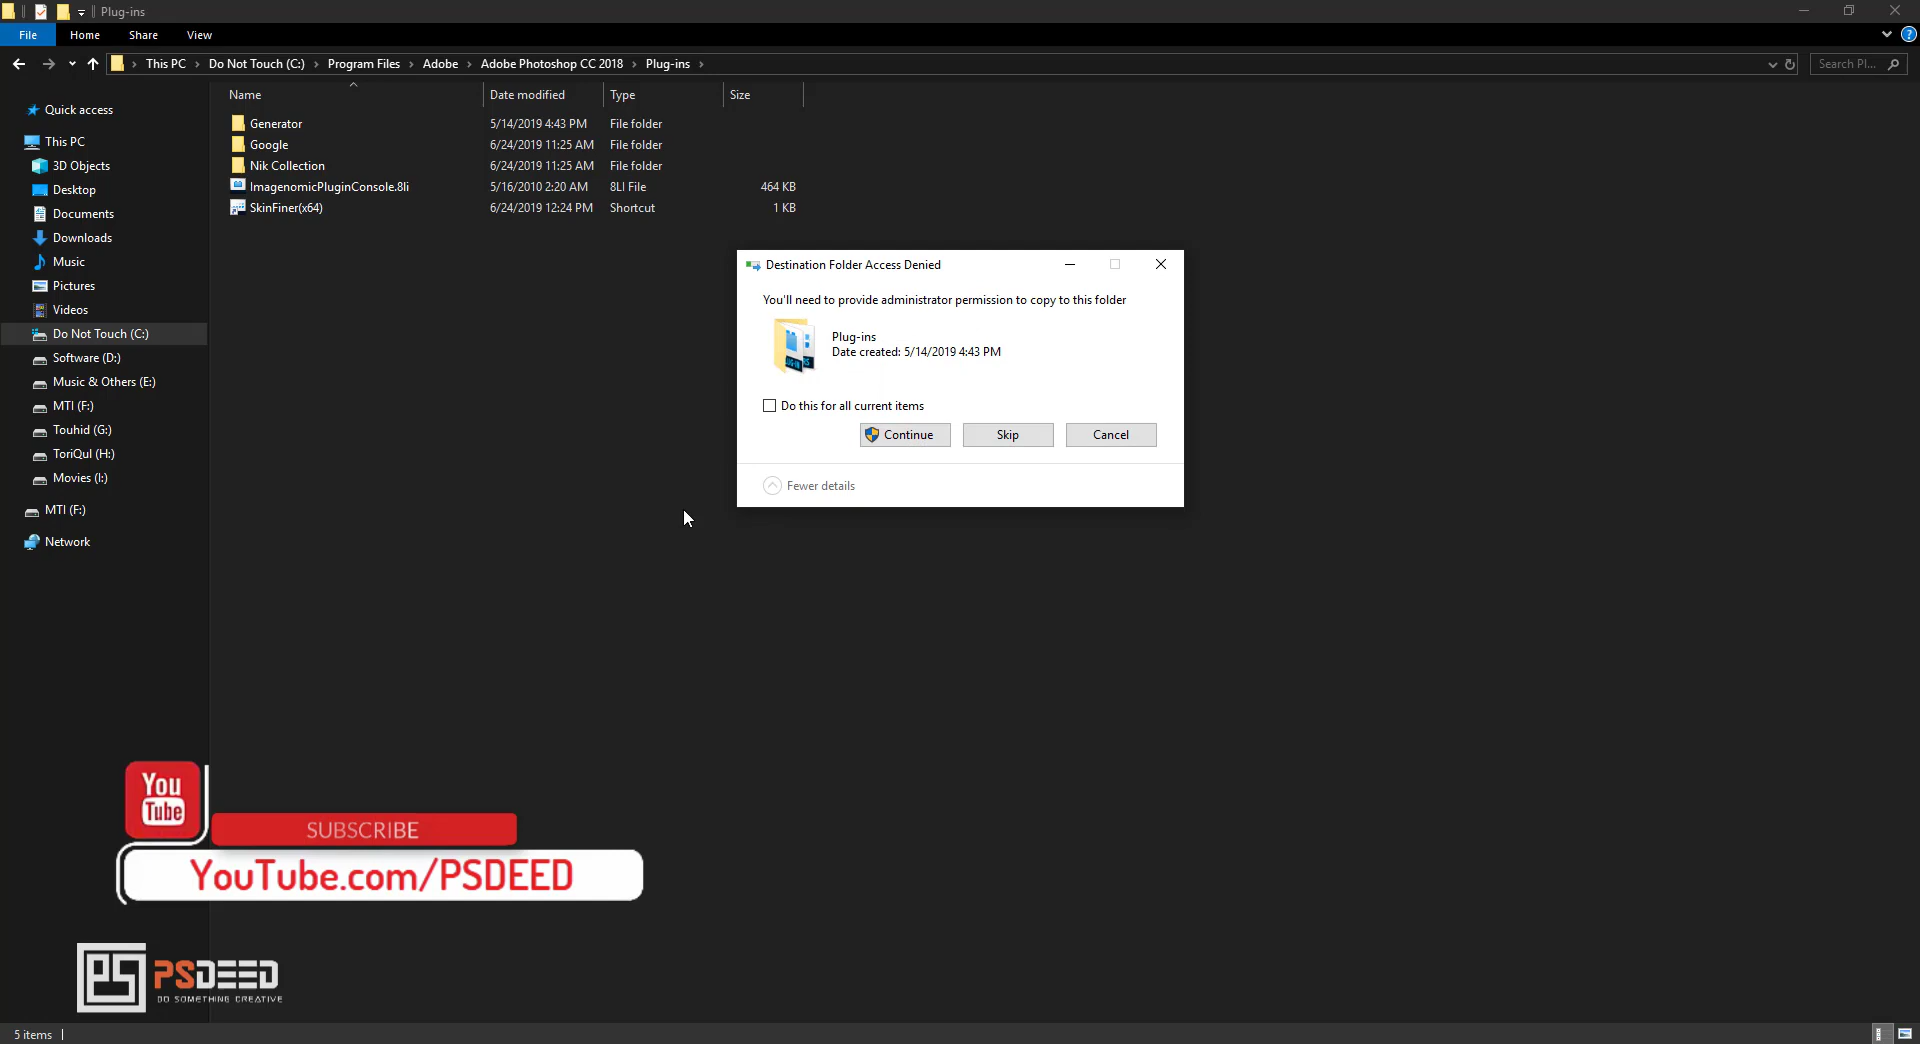 Plug-ins
File Home Share View
This PC Do Not Touch (C:) Program Files Adobe Adobe Photoshop CC 2018 Plug-ins
Search Pl...
Name Date modified Type Size
Generator 5/14/2019 4:43 PM File folder
Google 6/24/2019 11:25 AM File folder
Nik Collection 6/24/2019 11:25 AM File folder
ImagenomicPluginConsole.8li 5/16/2010 2:20 AM 8LI File 464 KB
SkinFiner(x64) 6/24/2019 12:24 PM Shortcut 1 KB
Quick access
This PC
3D Objects
Desktop
Documents
Downloads
Music
Pictures
Videos
Do Not Touch (C:)
Software (D:)
Music & Others (E:)
MTI (F:)
Touhid (G:)
ToriQul (H:)
Movies (I:)
MTI (F:)
Network
Destination Folder Access Denied
You'll need to provide administrator permission to copy to this folder
Plug-ins
Date created: 5/14/2019 4:43 PM
Do this for all current items
Continue Skip Cancel
Fewer details
You
Tube
SUBSCRIBE
YouTube.com/PSDEED
PSDEED
DO SOMETHING CREATIVE
5 items